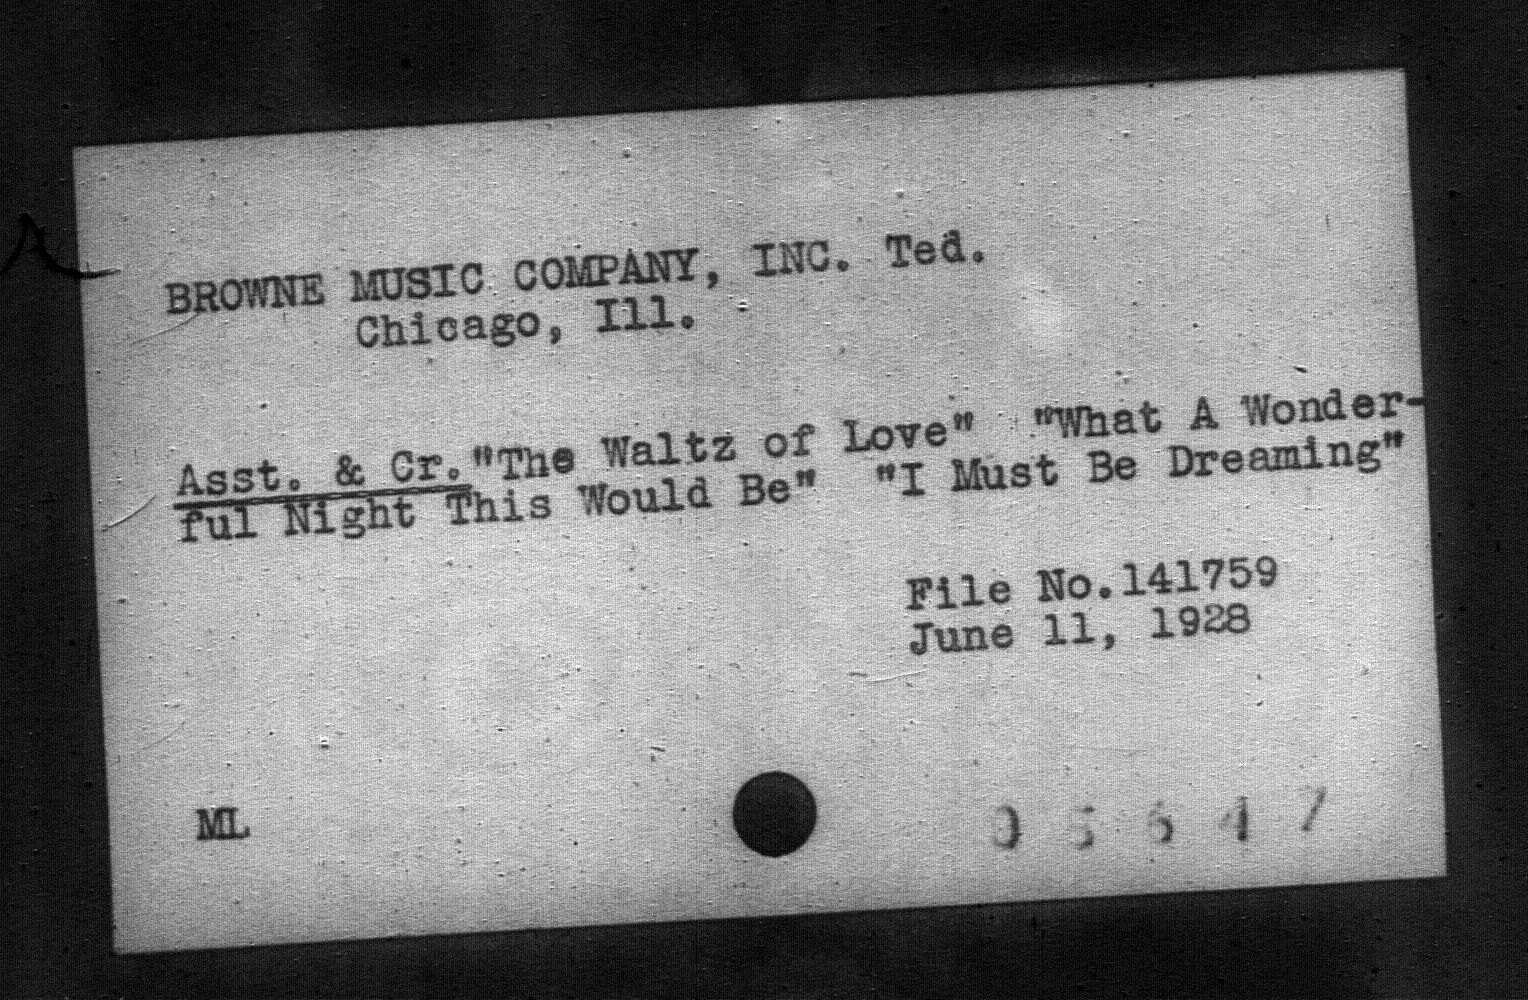 BROWNE MUSIC COMPANY, INC. Ted.
Chicago, Ill.
Asst. & Cr. "The Waltz of Love" "What A Wonder-
ful Night This Would Be" "I Must Be Dreaming"
File No.141759
June 11, 1928
ML